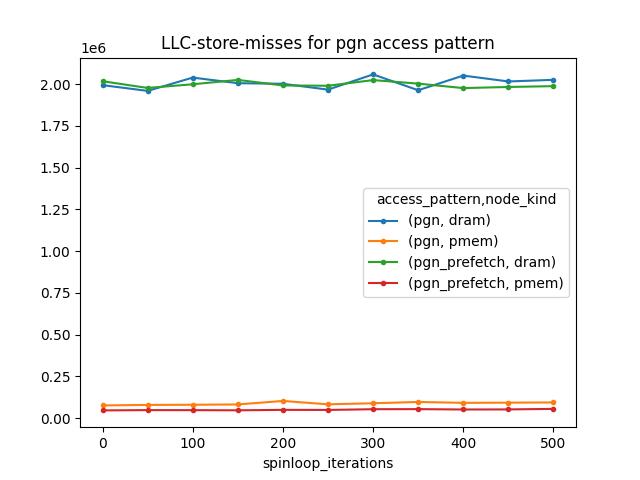 LLC-store-misses for pgn access pattern
1e6
2.00
1.75
1.50
1.25
1.00
0.75
0.50
0.25
0.00
access_pattern,node_kind
(pgn, dram)
(pgn, pmem)
(pgn_prefetch, dram)
(pgn_prefetch, pmem)
0 100 200 300 400 500
spinloop_iterations